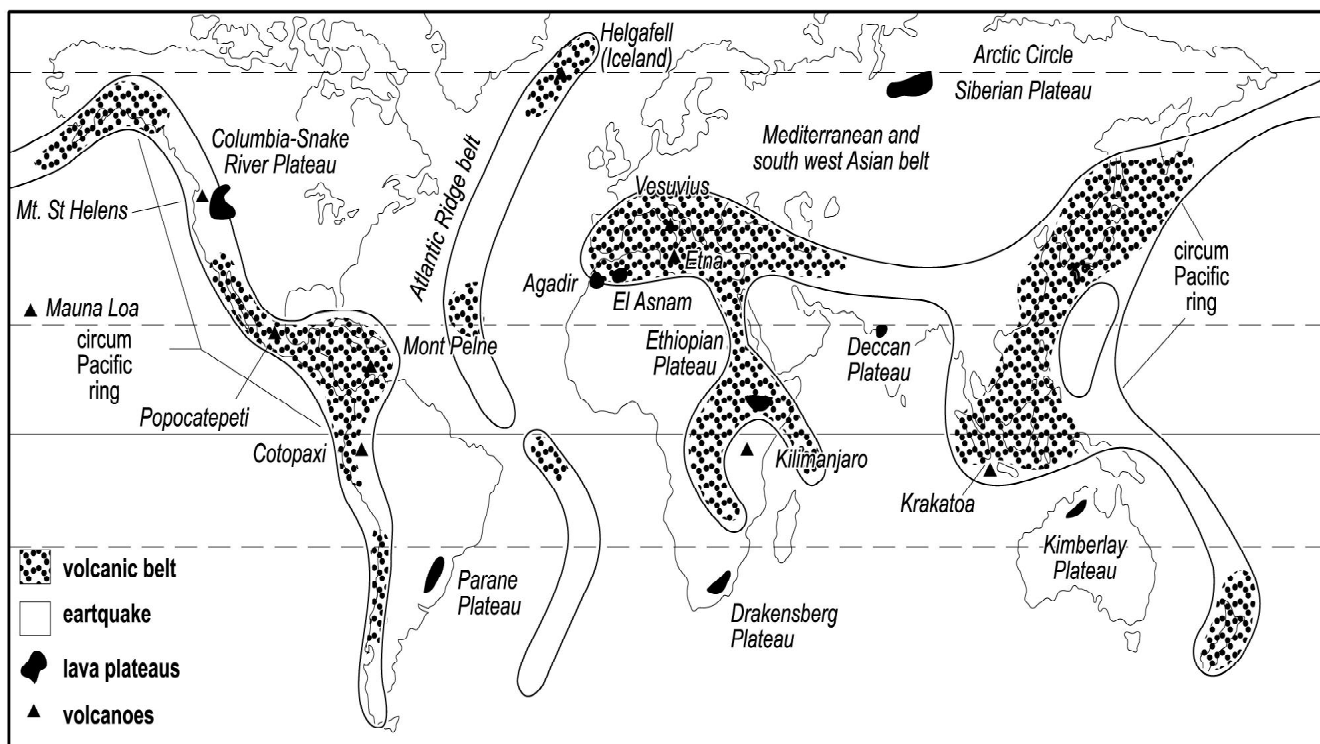 Helgafell
(Iceland)
Arctic Circle
Siberian Plateau
Columbia-Snake
River Plateau
Mediterranean and
south west Asian belt
Atlantic Ridge belt
Vesuvius
Mt. St Helens
circum
Pacific
ring
Etna
Agadir
El Asnam
Mauna Loa
circum
Pacific
ring
Mont Pelne
Ethiopian
Plateau
Deccan
Plateau
Popocatepeti
Cotopaxi
Kilimanjaro
Krakatoa
Kimberlay
Plateau
Parane
Plateau
Drakensberg
Plateau
volcanic belt
eartquake
lava plateaus
volcanoes